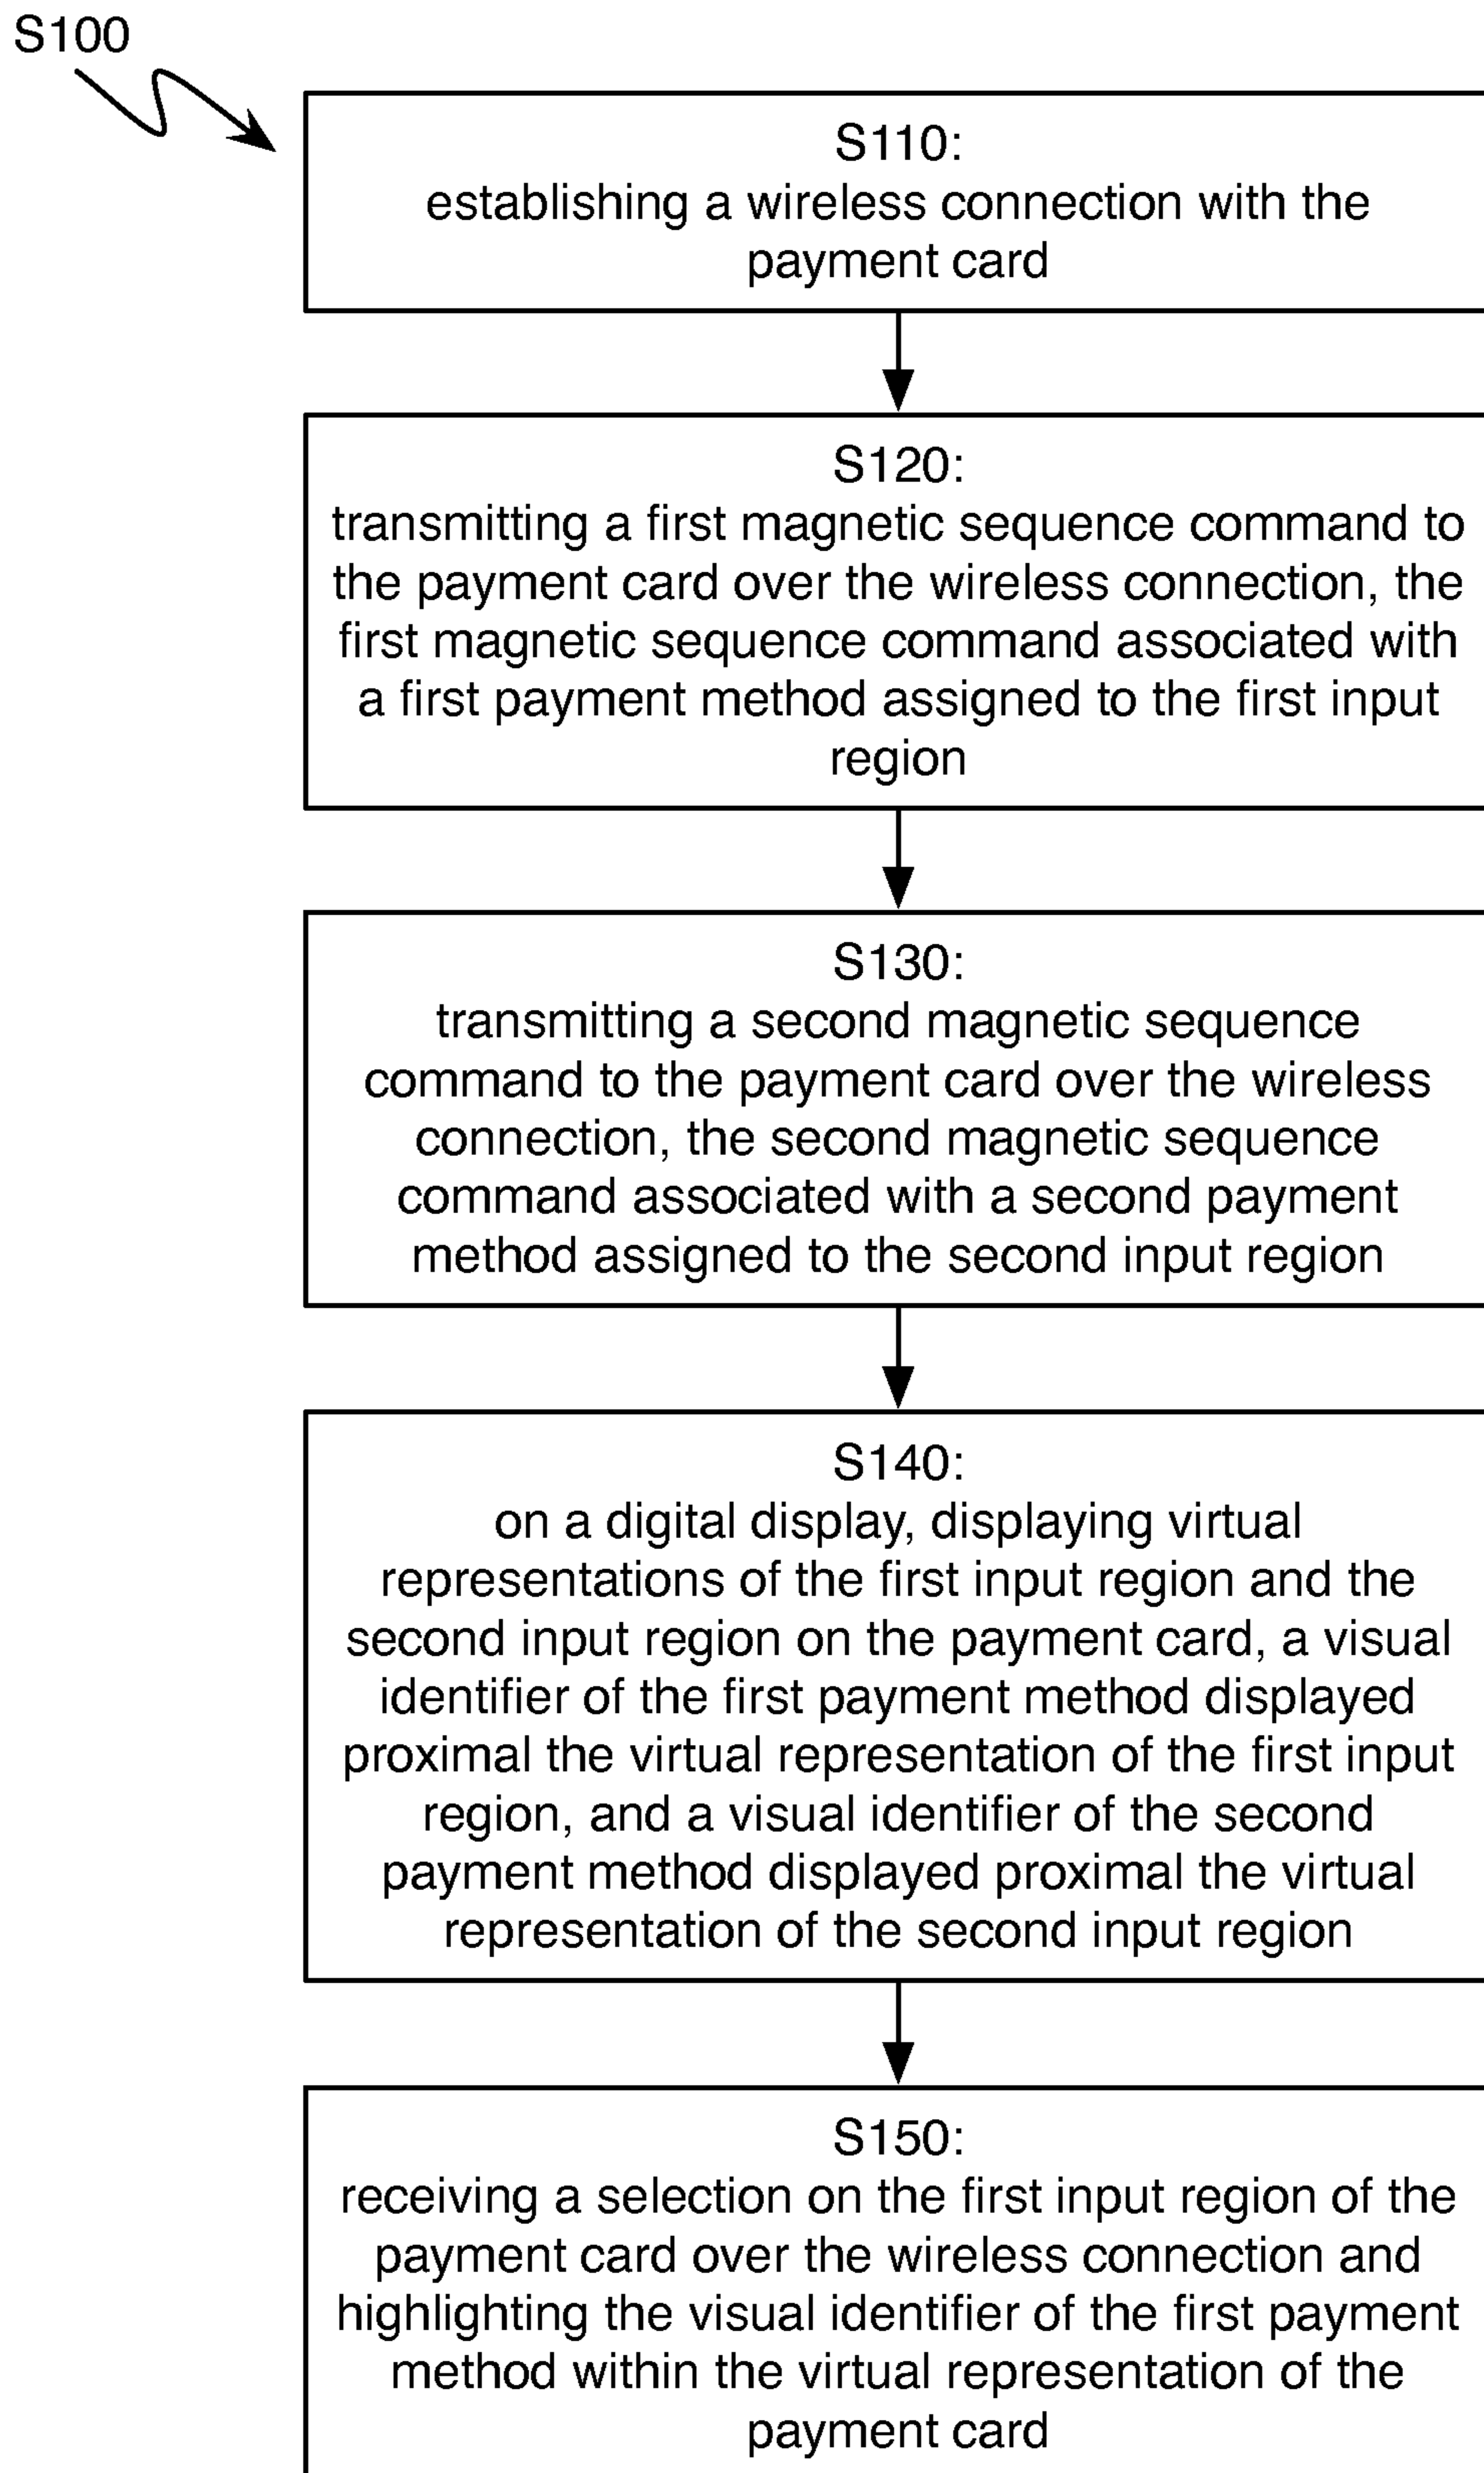 S100
S110:
establishing a wireless connection with the
payment card
S120:
transmitting a first magnetic sequence command to
the payment card over the wireless connection, the
first magnetic sequence command associated with
a first payment method assigned to the first input
region
S130:
transmitting a second magnetic sequence
command to the payment card over the wireless
connection, the second magnetic sequence
command associated with a second payment
method assigned to the second input region
S140:
on a digital display, displaying virtual
representations of the first input region and the
second input region on the payment card, a visual
identifier of the first payment method displayed
proximal the virtual representation of the first input
region, and a visual identifier of the second
payment method displayed proximal the virtual
representation of the second input region
S150:
receiving a selection on the first input region of the
payment card over the wireless connection and
highlighting the visual identifier of the first payment
method within the virtual representation of the
payment card